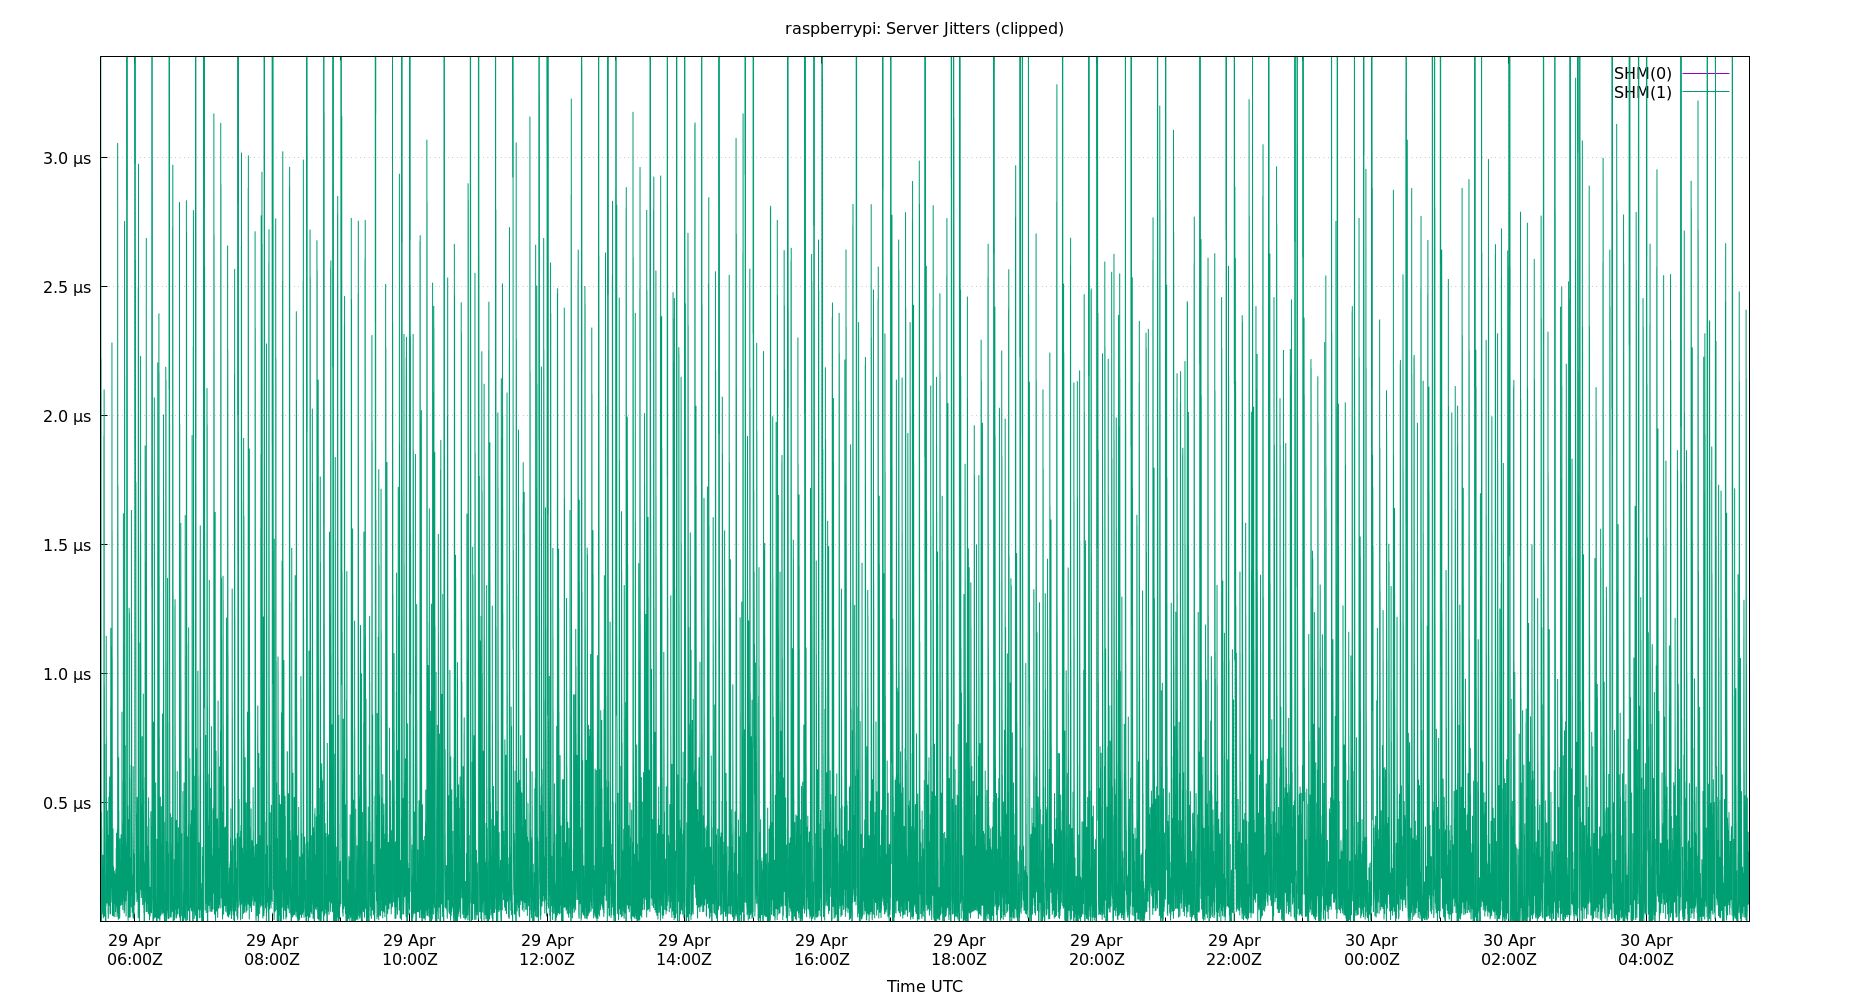 raspberrypi: Server Jitters (clipped)
SHM(0)
SHM(1)
3.0 µs
2.5 µs
2.0 µs
1.5 µs
1.0 µs
0.5 µs
29 Apr 29 Apr 29 Apr 29 Apr 29 Apr 29 Apr 29 Apr 29 Apr 29 Apr 30 Apr 30 Apr 30 Apr
06:00Z 08:00Z 10:00Z 12:00Z 14:00Z 16:00Z 18:00Z 20:00Z 22:00Z 00:00Z 02:00Z 04:00Z
Time UTC